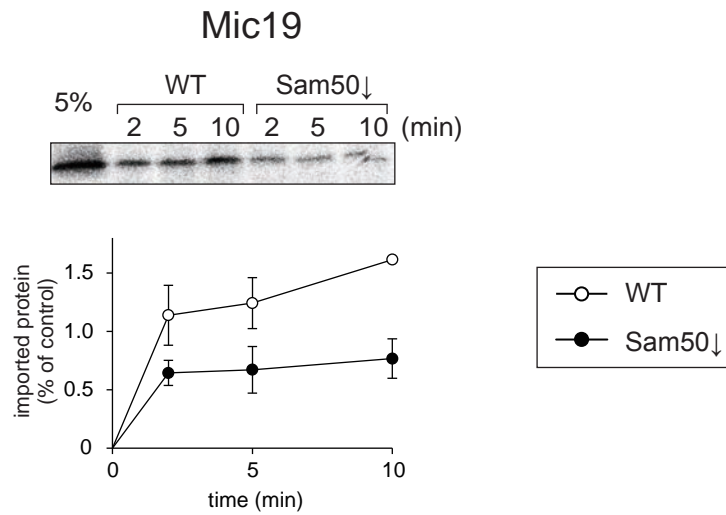 Mic19
WT Sam50↓
5%
2 5 10 2 5 10 (min)
imported protein
(% of control)
1.5
1.0
0.5
0
0 5 10
time (min)
WT
Sam50↓